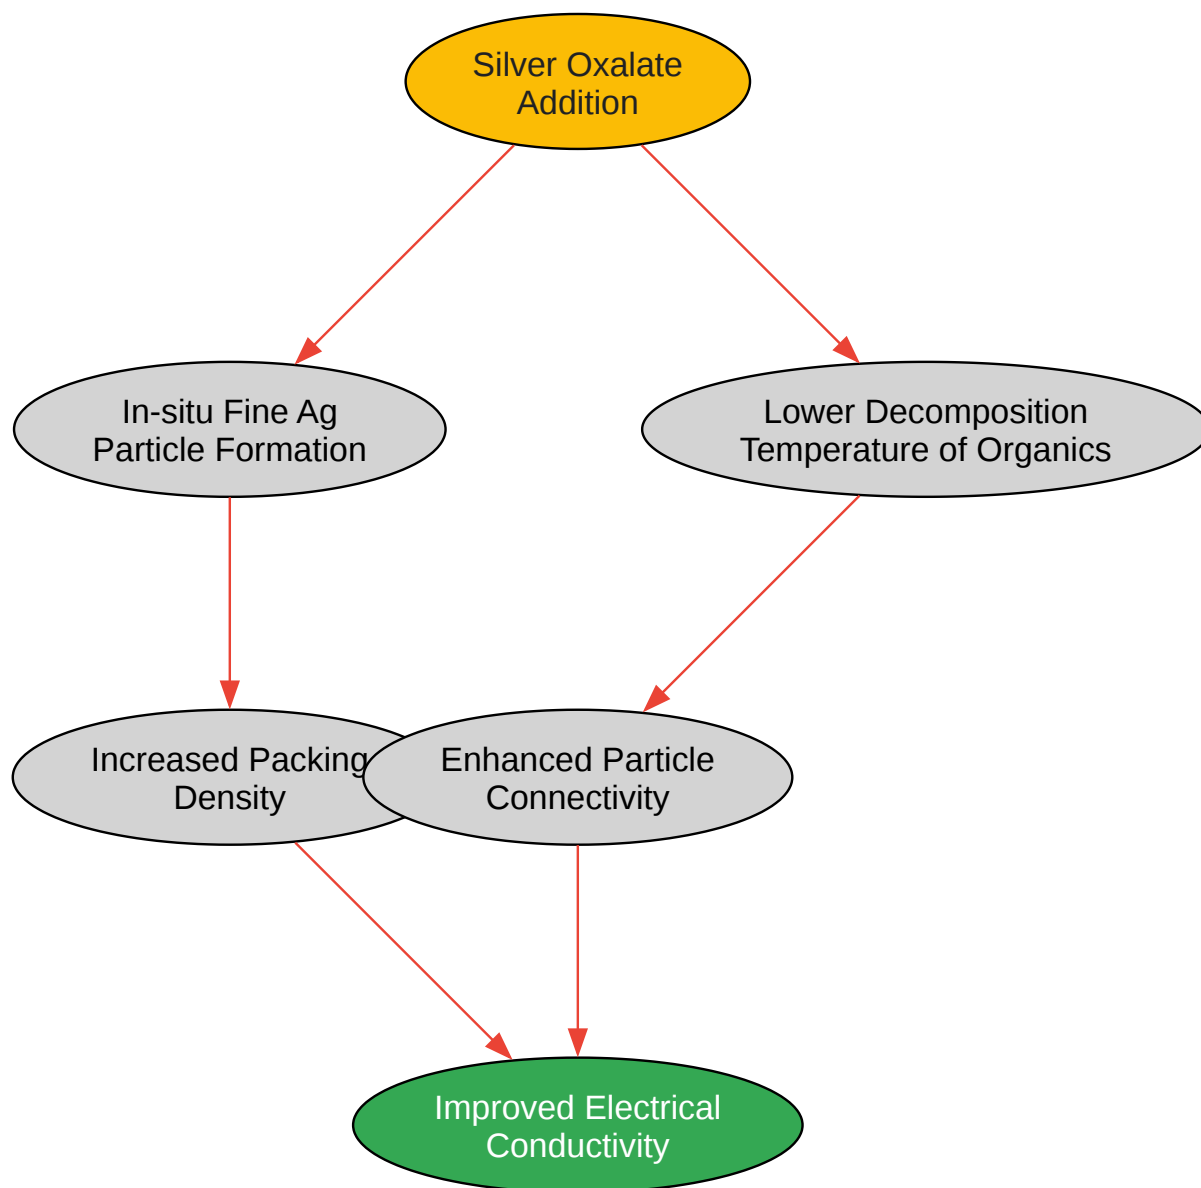 Silver Oxalate
Addition
In-situ Fine Ag
Particle Formation
Lower Decomposition
Temperature of Organics
Increased Packing
Density
Enhanced Particle
Connectivity
Improved Electrical
Conductivity